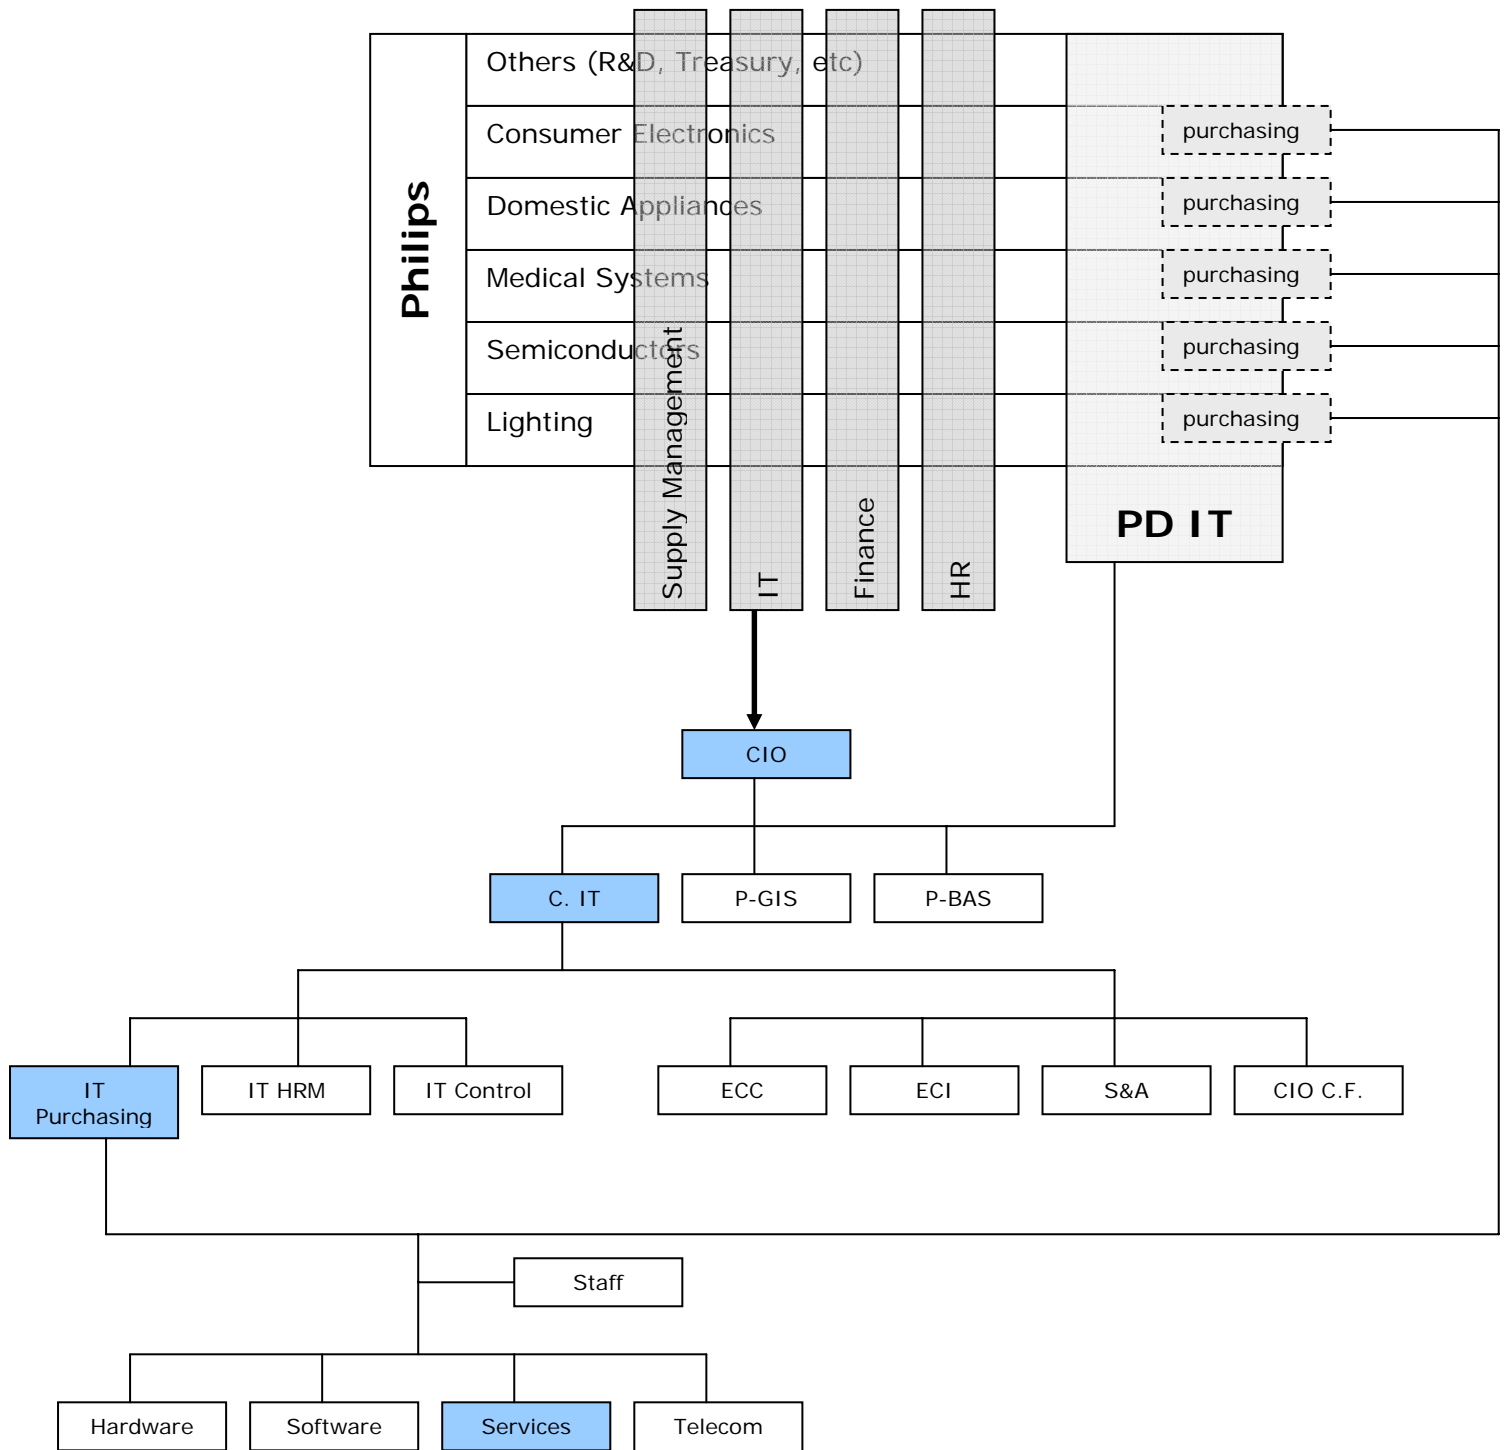 Phillips
Others (R&D, Treasury, etc)
Consumer Electronics
purchasing
Domestic Appliances
purchasing
Medical Systems
purchasing
Semiconductors
purchasing
Lighting
purchasing
Supply Management
IT
Finance
HR
PD IT
CIO
C. IT
P-GIS
P-BAS
IT
Purchasing
IT HRM
IT Control
ECC
ECI
S&A
CIO C.F.
Staff
Hardware
Software
Services
Telecom